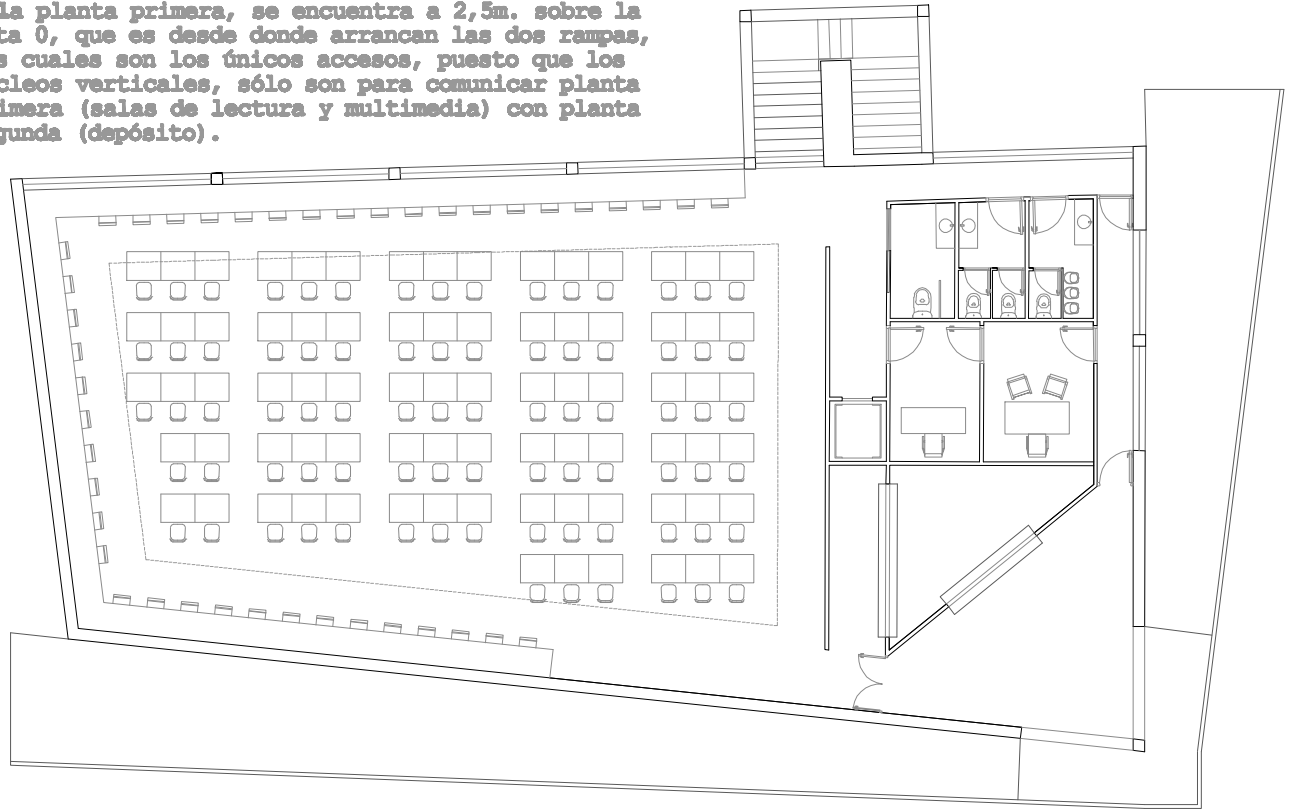 la planta primera, se encuentra a 2,5m. sobre la
ta 0, que es desde donde arrancan las dos rampas,
s cuales son los únicos accesos, puesto que los
cleos verticales, sólo son para comunicar planta
imera (salas de lectura y multimedia) con planta
gunda (depósito).